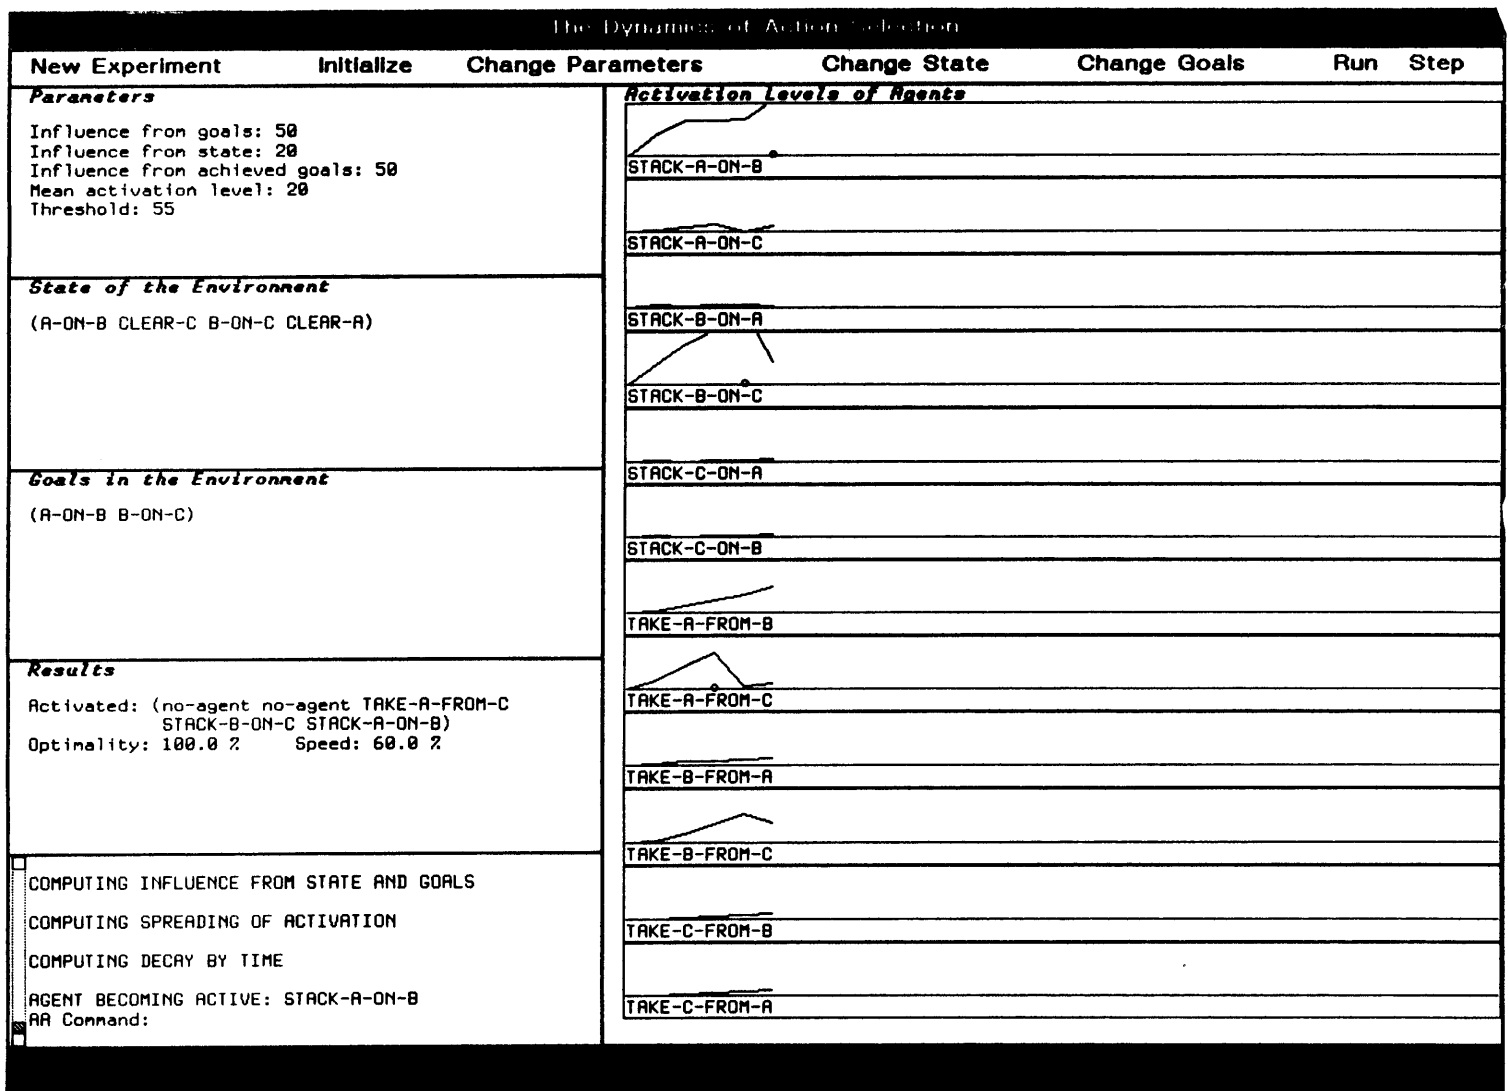 The Dynamics of Action Selection
New Experiment Initialize Change Parameters Change State Change Goals Run Step
Parameters
Influence from goals: 50
Influence from state: 20
Influence from achieved goals: 50
Mean activation level: 20
Threshold: 55
State of the Environment
(A-ON-B CLEAR-C B-ON-C CLEAR-A)
Goals in the Environment
(A-ON-B B-ON-C)
Results
Activated: (no-agent no-agent TAKE-A-FROM-C
STACK-B-ON-C STACK-A-ON-B)
Optimality: 100.0 % Speed: 60.0 %
COMPUTING INFLUENCE FROM STATE AND GOALS
COMPUTING SPREADING OF ACTIVATION
COMPUTING DECAY BY TIME
AGENT BECOMING ACTIVE: STACK-A-ON-B
AA Command:
Activation Levels of Agents
STACK-A-ON-B
STACK-A-ON-C
STACK-B-ON-A
STACK-B-ON-C
STACK-C-ON-A
STACK-C-ON-B
TAKE-A-FROM-B
TAKE-A-FROM-C
TAKE-B-FROM-A
TAKE-B-FROM-C
TAKE-C-FROM-B
TAKE-C-FROM-A